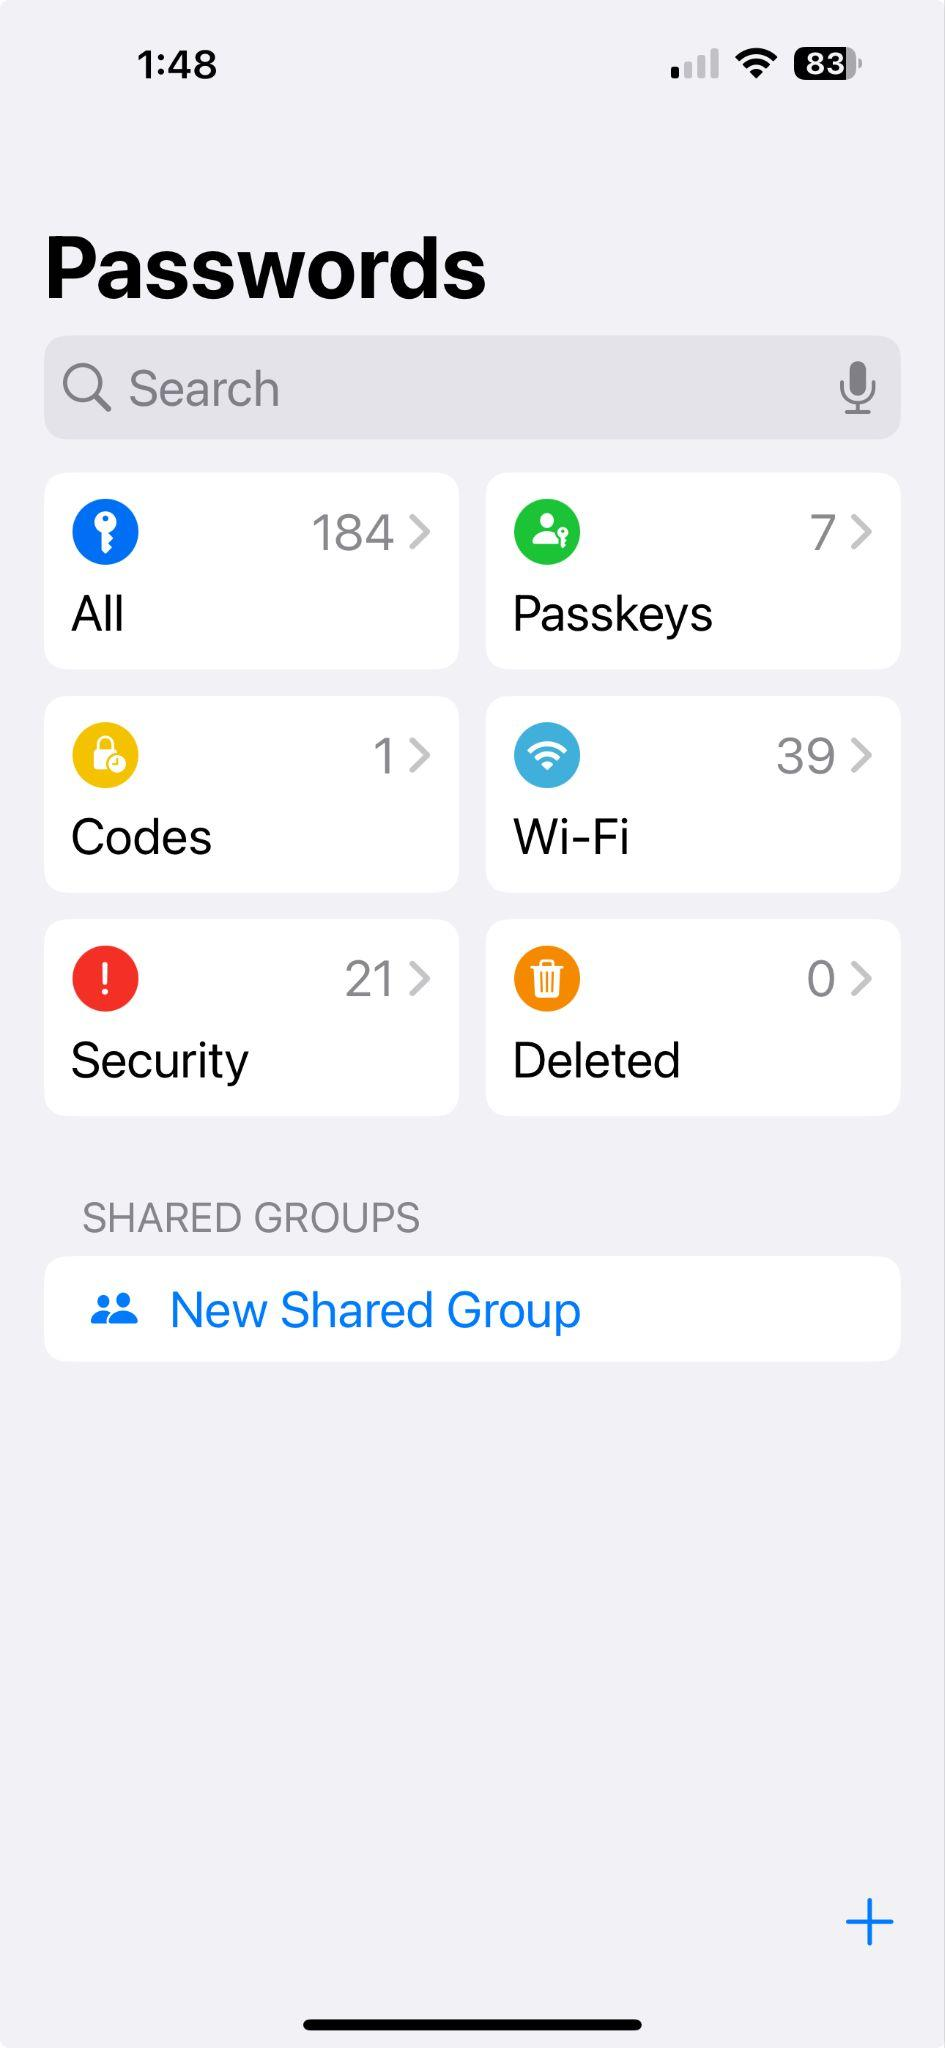 1:48
83
Passwords
Search
184
All
7
Passkeys
1
Codes
39
Wi-Fi
21
Security
0
Deleted
SHARED GROUPS
New Shared Group